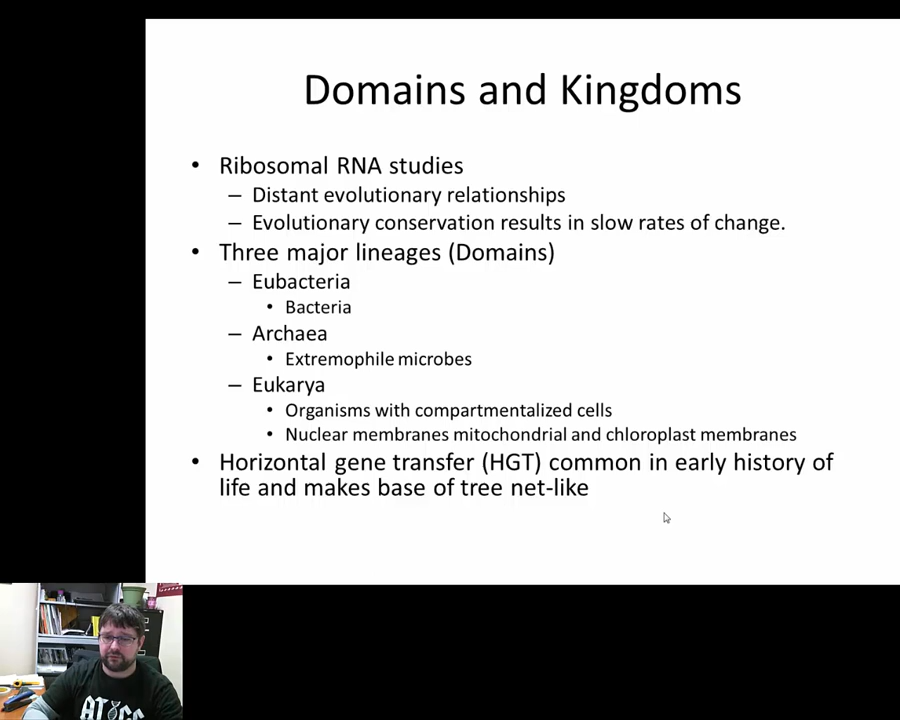 Domains and Kingdoms
• Ribosomal RNA studies
– Distant evolutionary relationships
– Evolutionary conservation results in slow rates of change.
• Three major lineages (Domains)
– Eubacteria
• Bacteria
– Archaea
• Extremophile microbes
– Eukarya
• Organisms with compartmentalized cells
• Nuclear membranes mitochondrial and chloroplast membranes
• Horizontal gene transfer (HGT) common in early history of
life and makes base of tree net-like